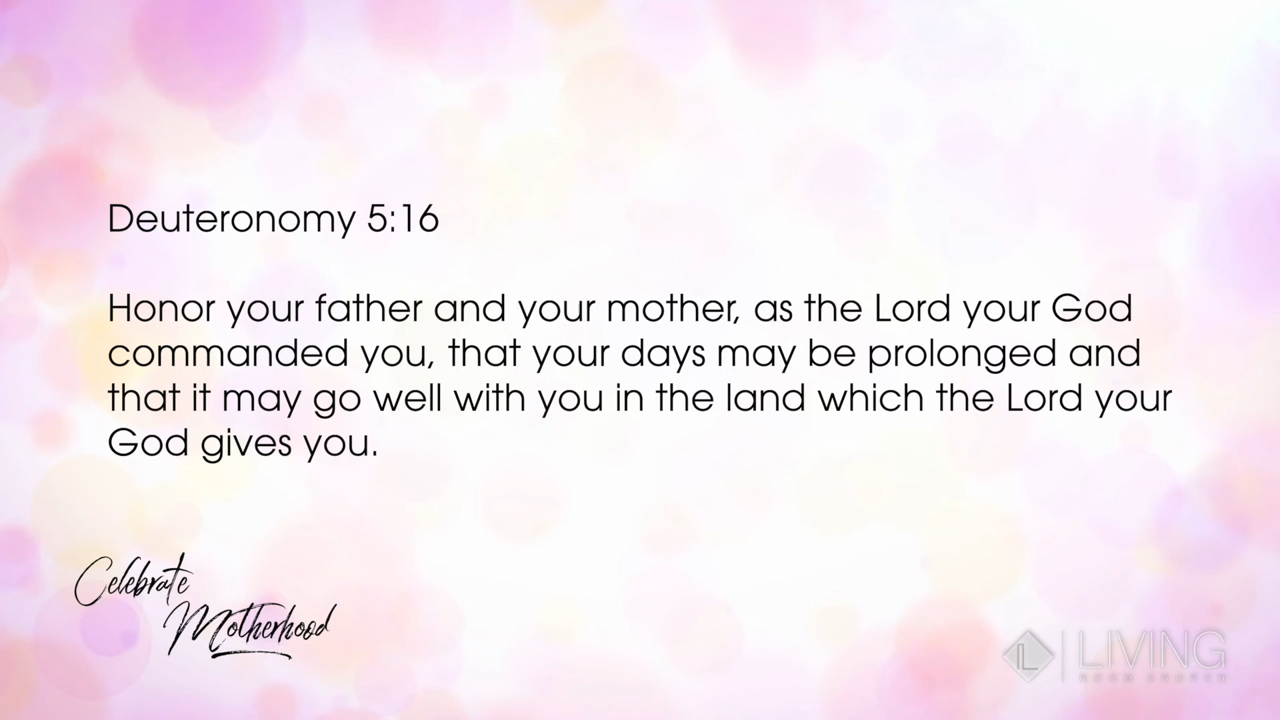 Deuteronomy 5:16
Honor your father and your mother, as the Lord your God
commanded you, that your days may be prolonged and
that it may go well with you in the land which the Lord your
God gives you.
Celebrate
Motherhood
LIVING
ROOM CHURCH